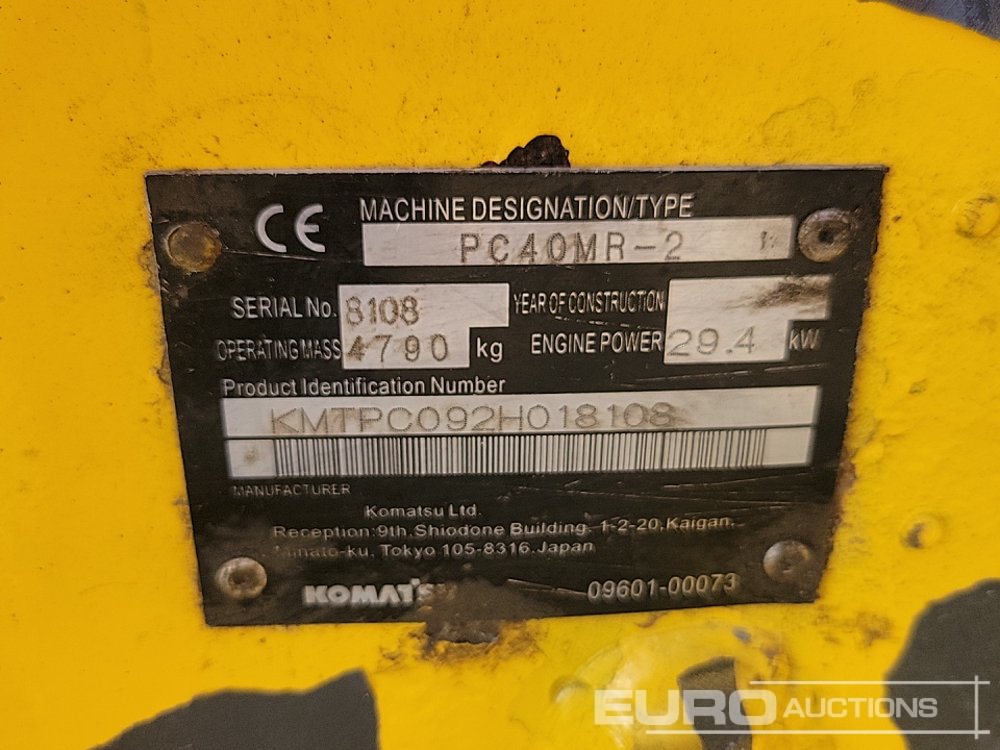 CE MACHINE DESIGNATION/TYPE
PC40MR-2
SERIAL No. 8108 YEAR OF CONSTRUCTION
OPERATING MASS 4790 kg ENGINE POWER 29.4 kW
Product Identification Number
KMTPC092H018108
MANUFACTURER
Komatsu Ltd.
Reception:9th,Shiodone Building, 1-2-20,Kaigan,
Minato-ku, Tokyo 105-8316,Japan
KOMATSU 09601-00073
EURO AUCTIONS